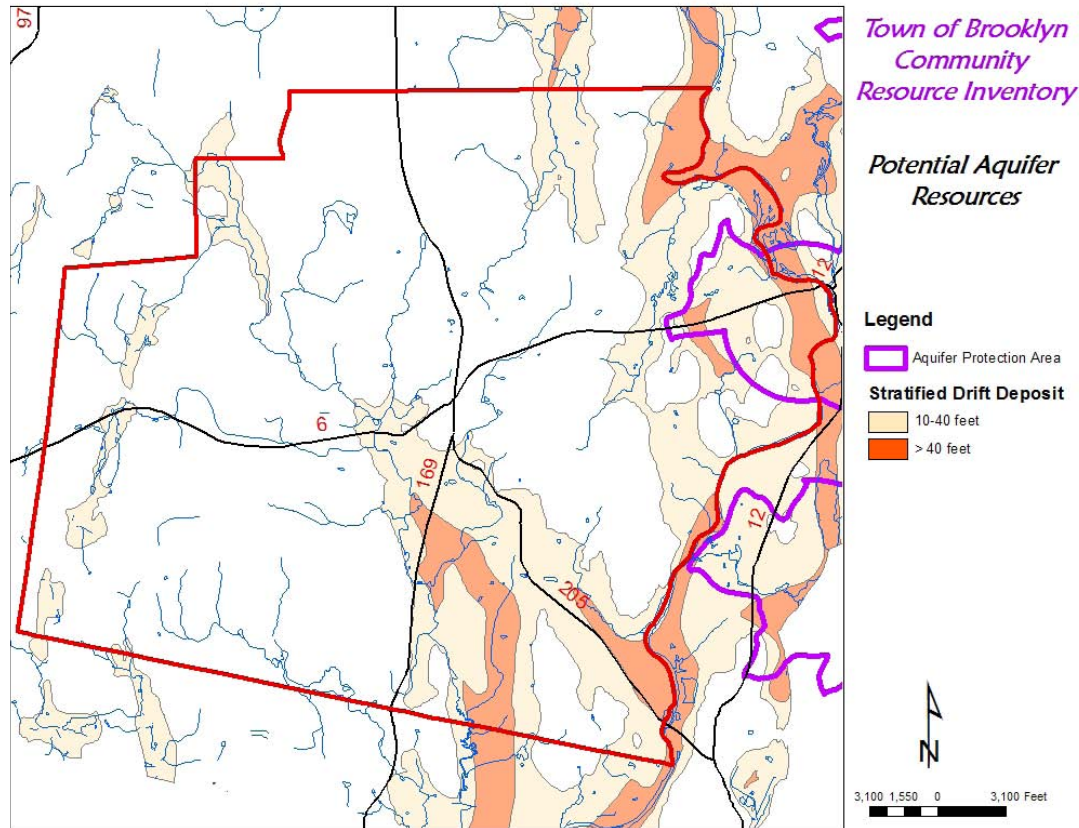 97
Town of Brooklyn
Community
Resource Inventory
Potential Aquifer
Resources
12
Legend
Aquifer Protection Area
Stratified Drift Deposit
10-40 feet
> 40 feet
6
169
12
205
N
3,100 1,550 0 3,100 Feet